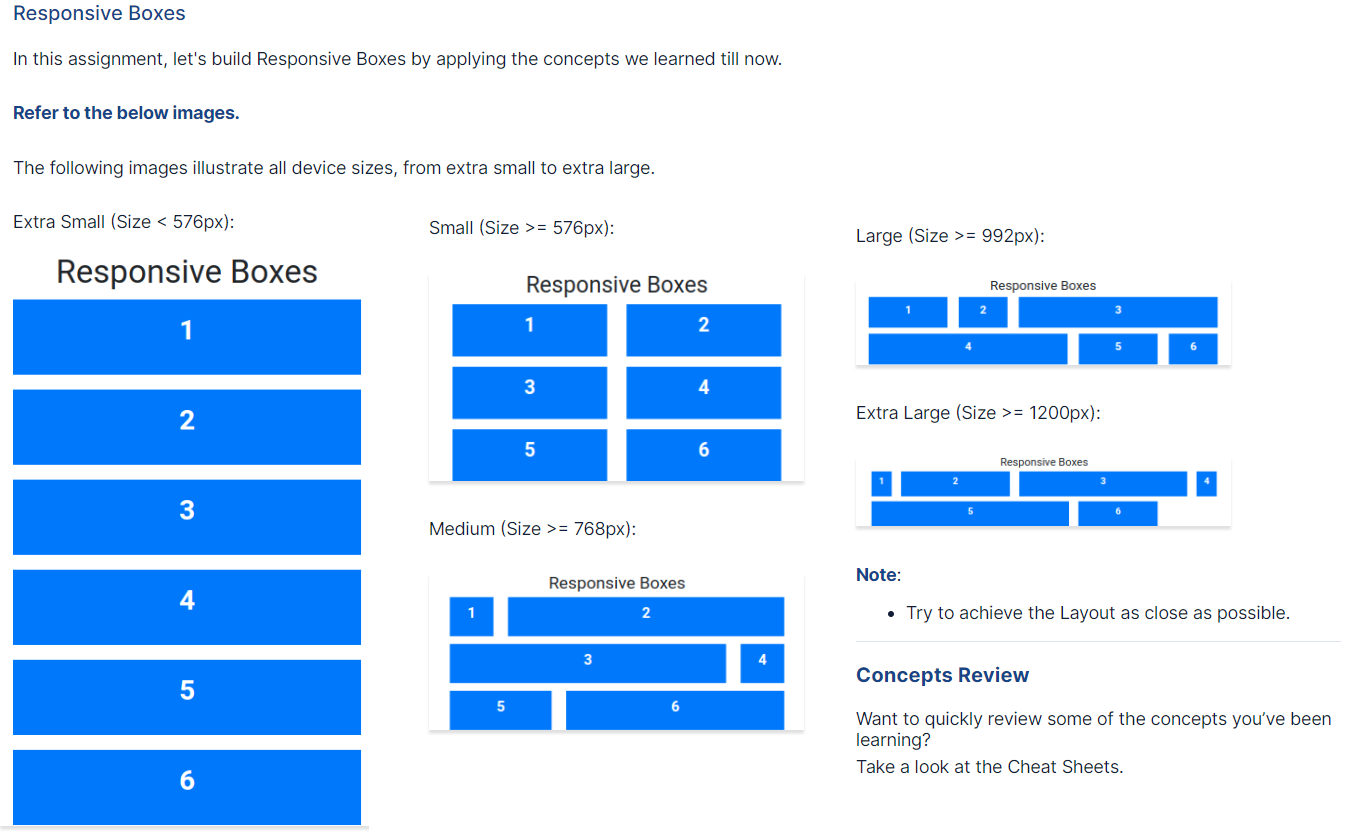 Responsive Boxes
In this assignment, let's build Responsive Boxes by applying the concepts we learned till now.
Refer to the below images.
The following images illustrate all device sizes, from extra small to extra large.
Extra Small (Size < 576px):
Responsive Boxes
1
2
3
4
5
6
Small (Size >= 576px):
Responsive Boxes
1 2
3 4
5 6
Medium (Size >= 768px):
Responsive Boxes
1 2
3 4
5 6
Large (Size >= 992px):
Responsive Boxes
1 2 3
4 5 6
Extra Large (Size >= 1200px):
Responsive Boxes
1 2 3 4
5 6
Note:
• Try to achieve the Layout as close as possible.
Concepts Review
Want to quickly review some of the concepts you’ve been
learning?
Take a look at the Cheat Sheets.